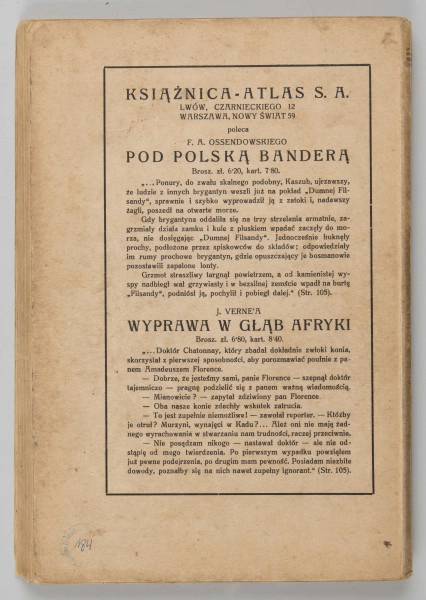 KSIĄŻNICA-ATLAS S. A.
LWÓW, CZARNIECKIEGO 12
WARSZAWA, NOWY ŚWIAT 59
poleca
F. A. OSSENDOWSKIEGO
POD POLSKĄ BANDERĄ
Brosz. zł. 6·20, kart. 7·80.
„...Ponury, do zwału skalnego podobny, Kaszub, ujrzawszy,
że ludzie z innych brygantyn weszli już na pokład „Dumnej Fil-
sandy“, sprawnie i szybko wyprowadził ją z zatoki i, nadawszy
żagli, poszedł na otwarte morze.
Gdy brygantyna oddaliła się na trzy strzelania armatnie, za-
grzmiały działa zamku i kule z pluskiem wpadać zaczęły do mo-
rza, nie dosięgając „Dumnej Filsandy“. Jednocześnie huknęły
prochy, podłożone przez spiskowców do składów; odpowiedziały
im rumy prochowe brygantyn, gdzie opuszczający je bosmanowie
pozostawili zapalone lonty.
Grzmot straszliwy targnął powietrzem, a od kamienistej wy-
spy nadbiegł wał grzywiasty i w bezsilnej zemście wpadł na burtę
„Filsandy“, podniósł ją, pochylił i pobiegł dalej.“ (Str. 105).
J. VERNE'A
WYPRAWA W GŁĄB AFRYKI
Brosz. zł. 6·80, kart. 8·40.
„...Doktór Chatonnay, który zbadał dokładnie zwłoki konia,
skorzystał z pierwszej sposobności, aby porozmawiać poufnie z pa-
nem Amadeuszem Florence.
— Dobrze, że jesteśmy sami, panie Florence — szepnął doktór
tajemniczo — pragnę podzielić się z panem ważną wiadomością.
— Mianowicie? — zapytał zdziwiony pan Florence.
— Oba nasze konie zdechły wskutek zatrucia.
— To jest zupełnie niemożliwe! — zawołał reporter. — Któżby
je otruł? Murzyni, wynajęci w Kadu?... Ależ oni nie mają żad-
nego wyrachowania w stwarzaniu nam trudności, raczej przeciwnie.
— Nie posądzam nikogo — nastawał doktór — ale nie od-
stąpię od mego twierdzenia. Po pierwszym wypadku powziąłem
już pewne podejrzenia, po drugim mam pewność. Posiadam niezbite
dowody, poznałby się na nich nawet zupełny ignorant.“ (Str. 105).
184